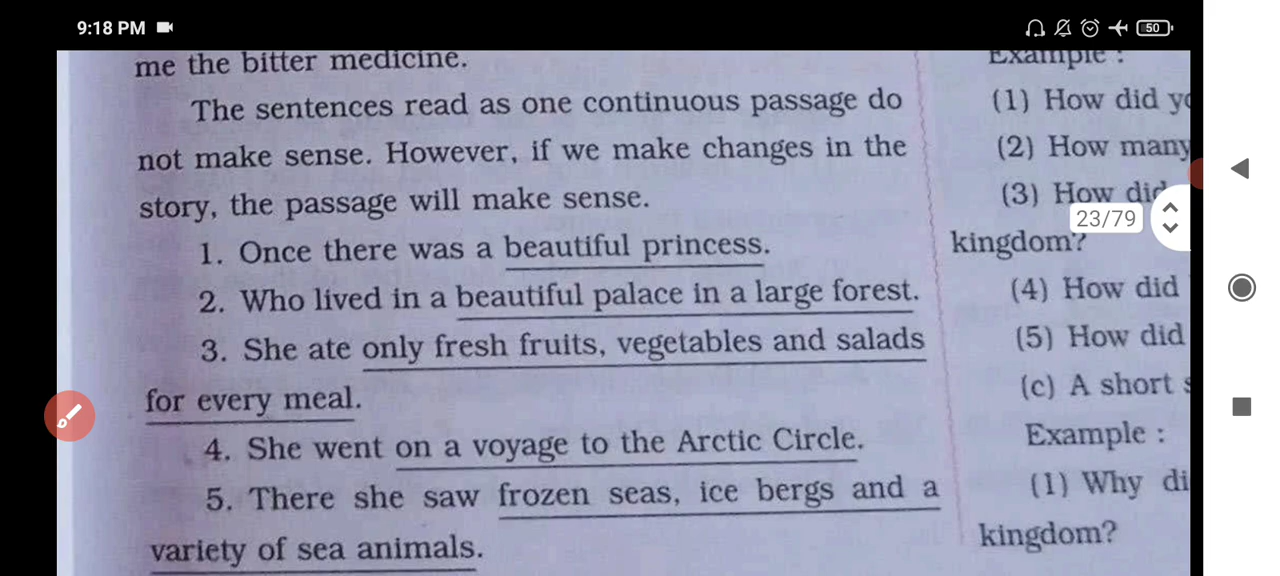 9:18 PM
50
me the bitter medicine.
The sentences read as one continuous passage do
not make sense. However, if we make changes in the
story, the passage will make sense.
1. Once there was a beautiful princess.
2. Who lived in a beautiful palace in a large forest.
3. She ate only fresh fruits, vegetables and salads
for every meal.
4. She went on a voyage to the Arctic Circle.
5. There she saw frozen seas, ice bergs and a
variety of sea animals.
Example :
(1) How did
(2) How many
(3) How did
23/79
kingdom?
(4) How did
(5) How did
(c) A short
Example :
(1) Why
kingdom?